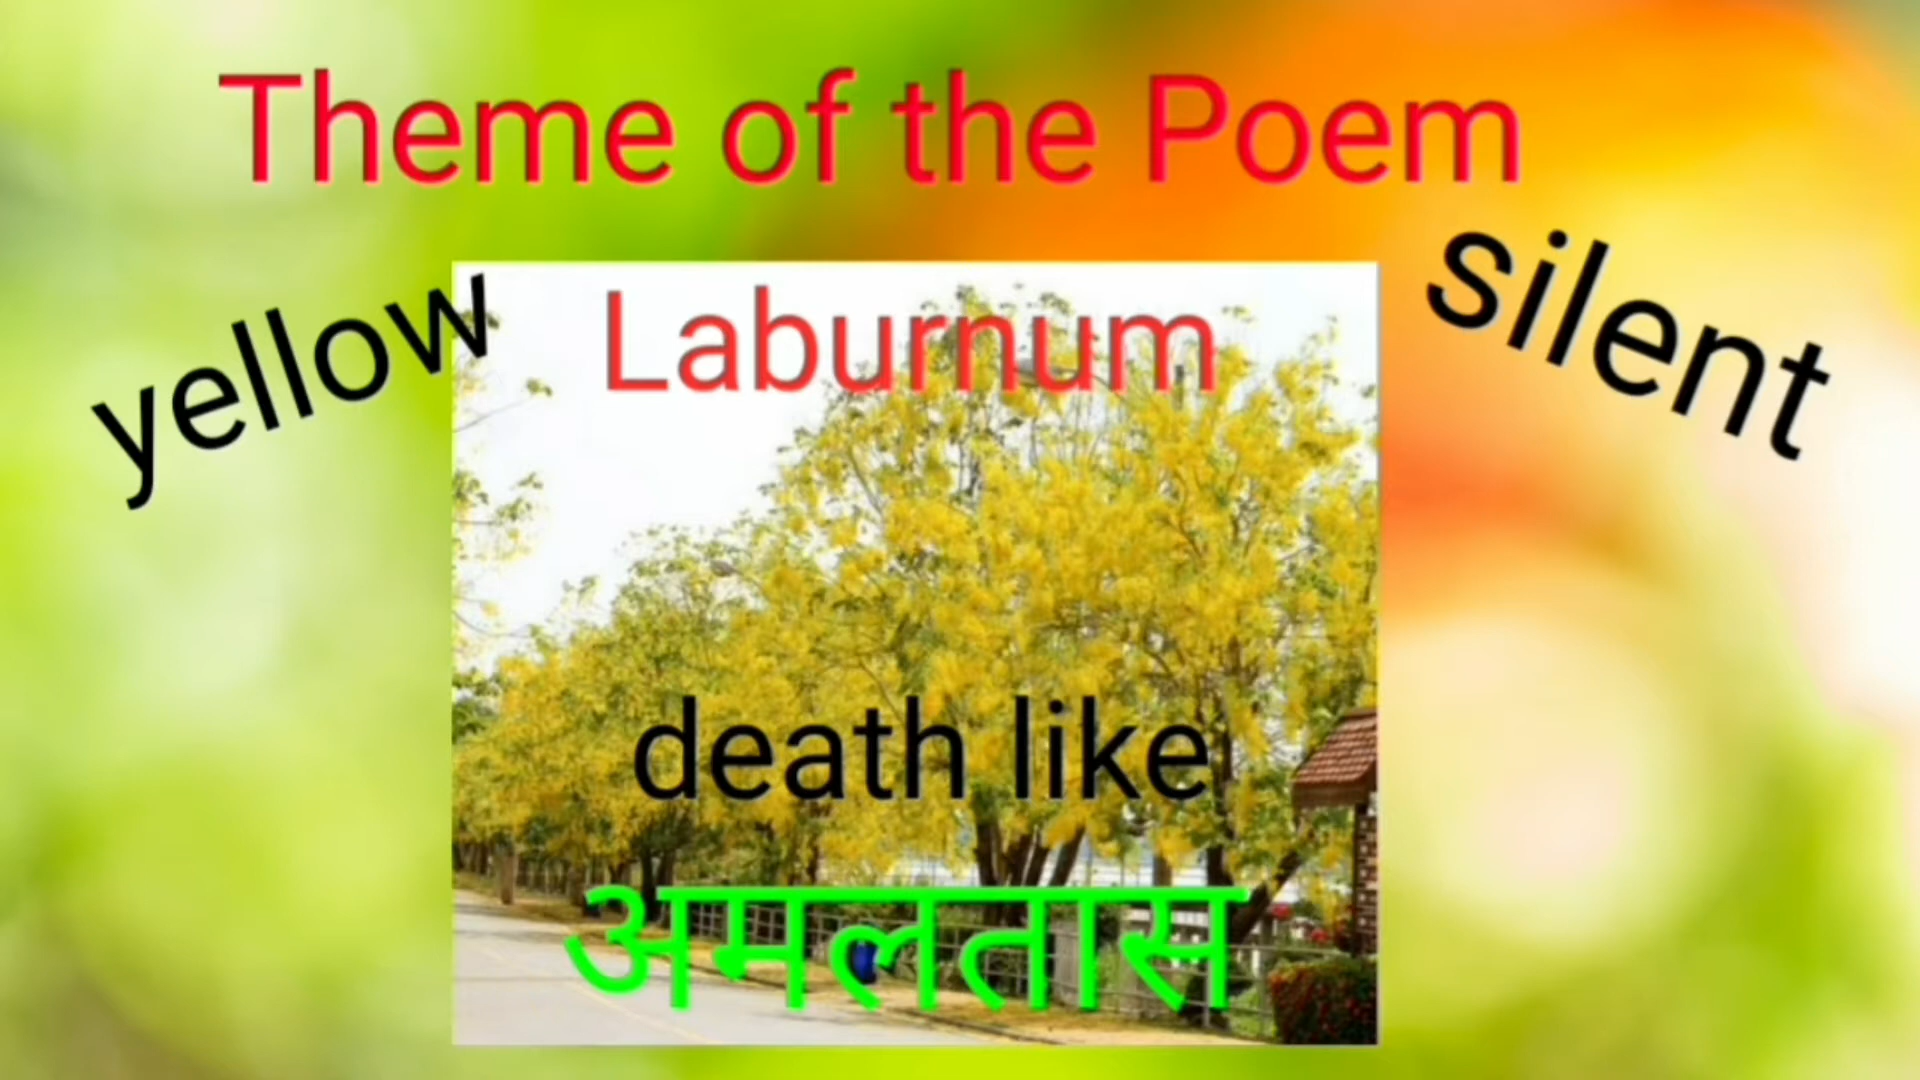 Theme of the Poem
yellow
Laburnum
silent
death like
अमलतास